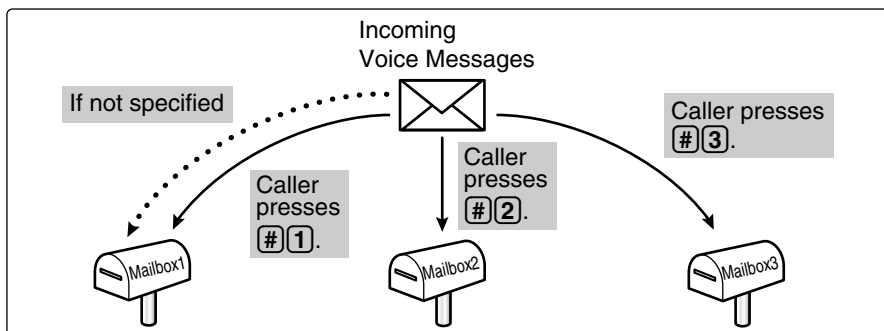 Incoming
Voice Messages
If not specified
Caller presses
#3.
Caller
presses
#2.
Caller
presses
#1.
Mailbox1
Mailbox2
Mailbox3